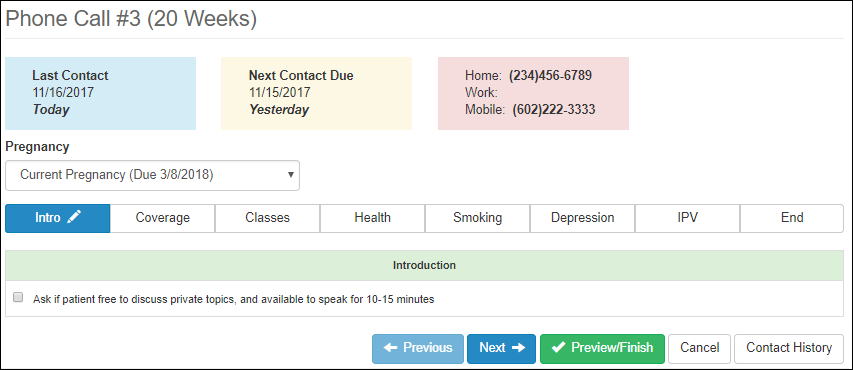 Phone Call #3 (20 Weeks)
Last Contact
11/16/2017
Today
Next Contact Due
11/15/2017
Yesterday
Home: (234)456-6789
Work:
Mobile: (602)222-3333
Pregnancy
Current Pregnancy (Due 3/8/2018)
Intro Coverage Classes Health Smoking Depression IPV End
Introduction
Ask if patient free to discuss private topics, and available to speak for 10-15 minutes
Previous Next Preview/Finish Cancel Contact History